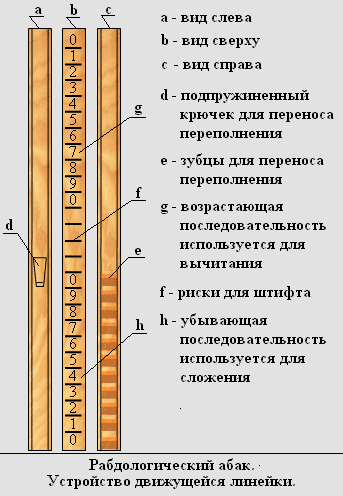 a b c
0
1
2
3
4
5
6
7
8
9
0
0
9
8
7
6
5
4
3
2
1
0
g
f
d
e
h
a - вид слева
b - вид сверху
c - вид справа
d - подпружиненный
крючек для переноса
переполнения
e - зубцы для переноса
переполнения
g - возрастающая
последовательность
используется для
вычитания
f - риски для штифта
h - убывающая
последовательность
используется для
сложения
Рабдологический абак.
Устройство движущейся линейки.